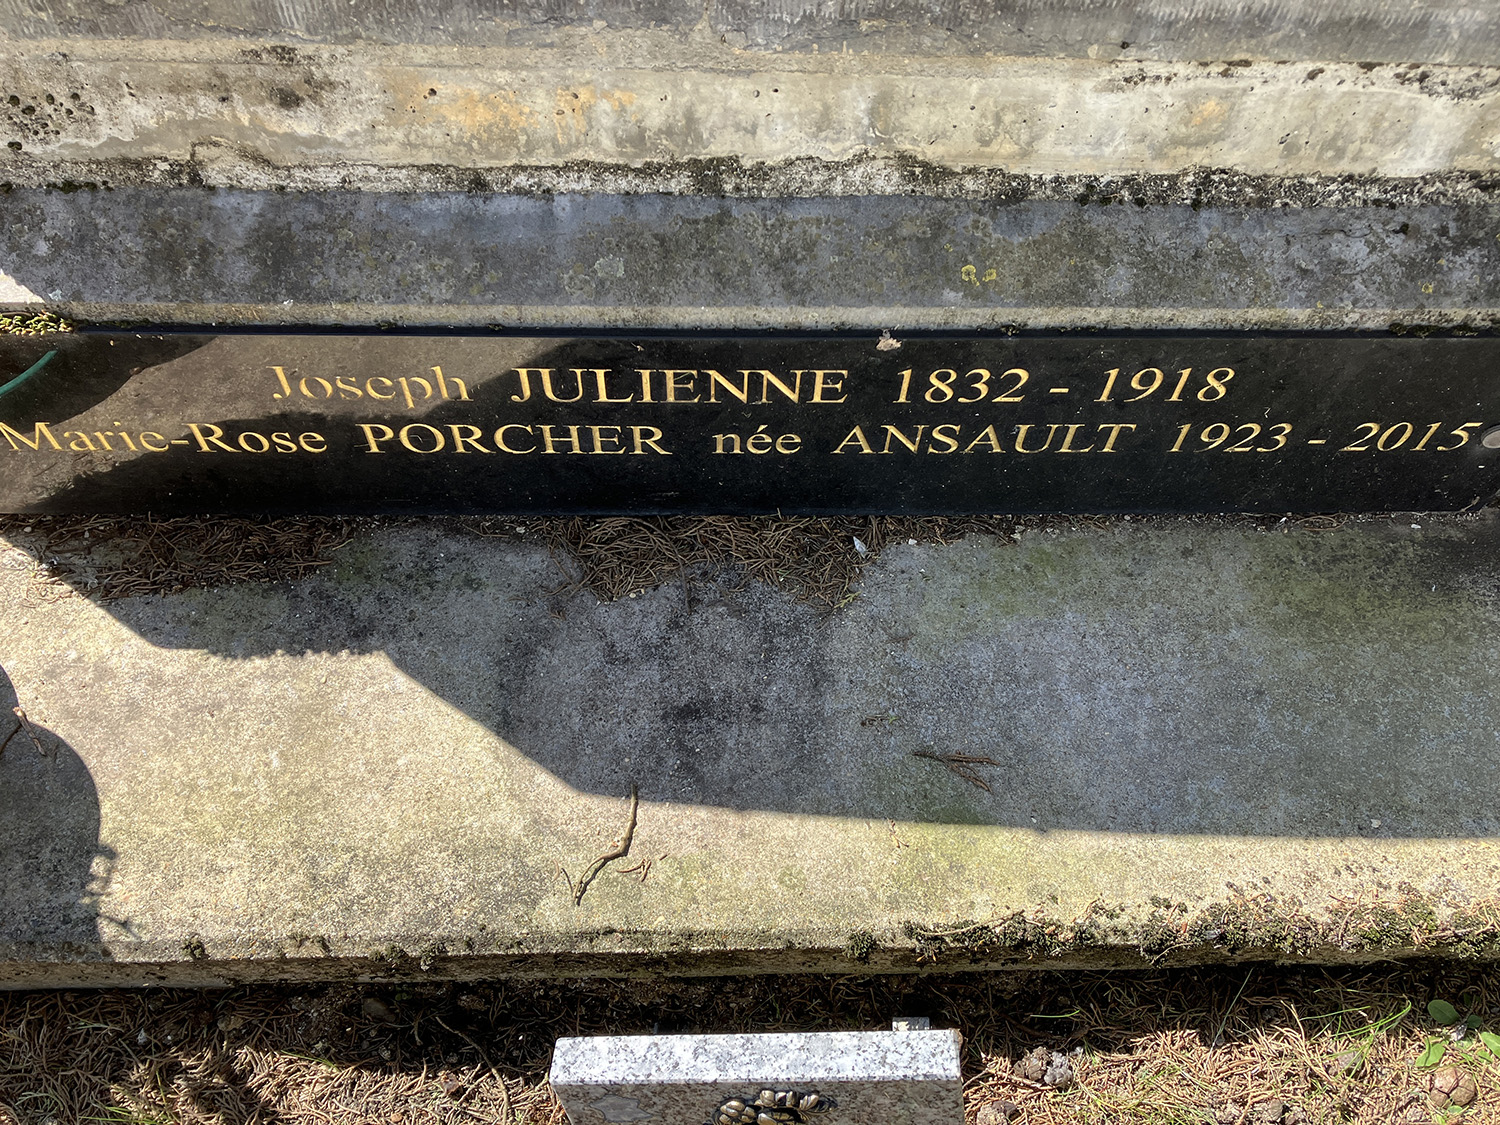 Joseph JULIENNE 1832 - 1918
Marie-Rose PORCHER née ANSAULT 1923 - 2015